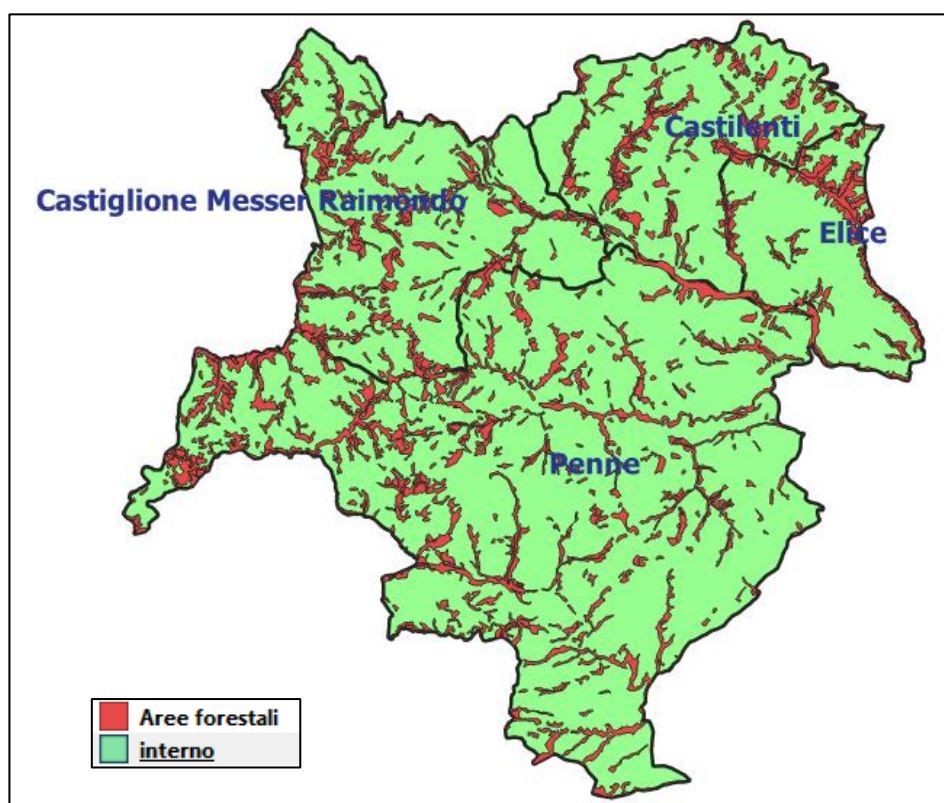 Castilenti
Castiglione Messer Raimondo
Elice
Penne
Aree forestali
interno